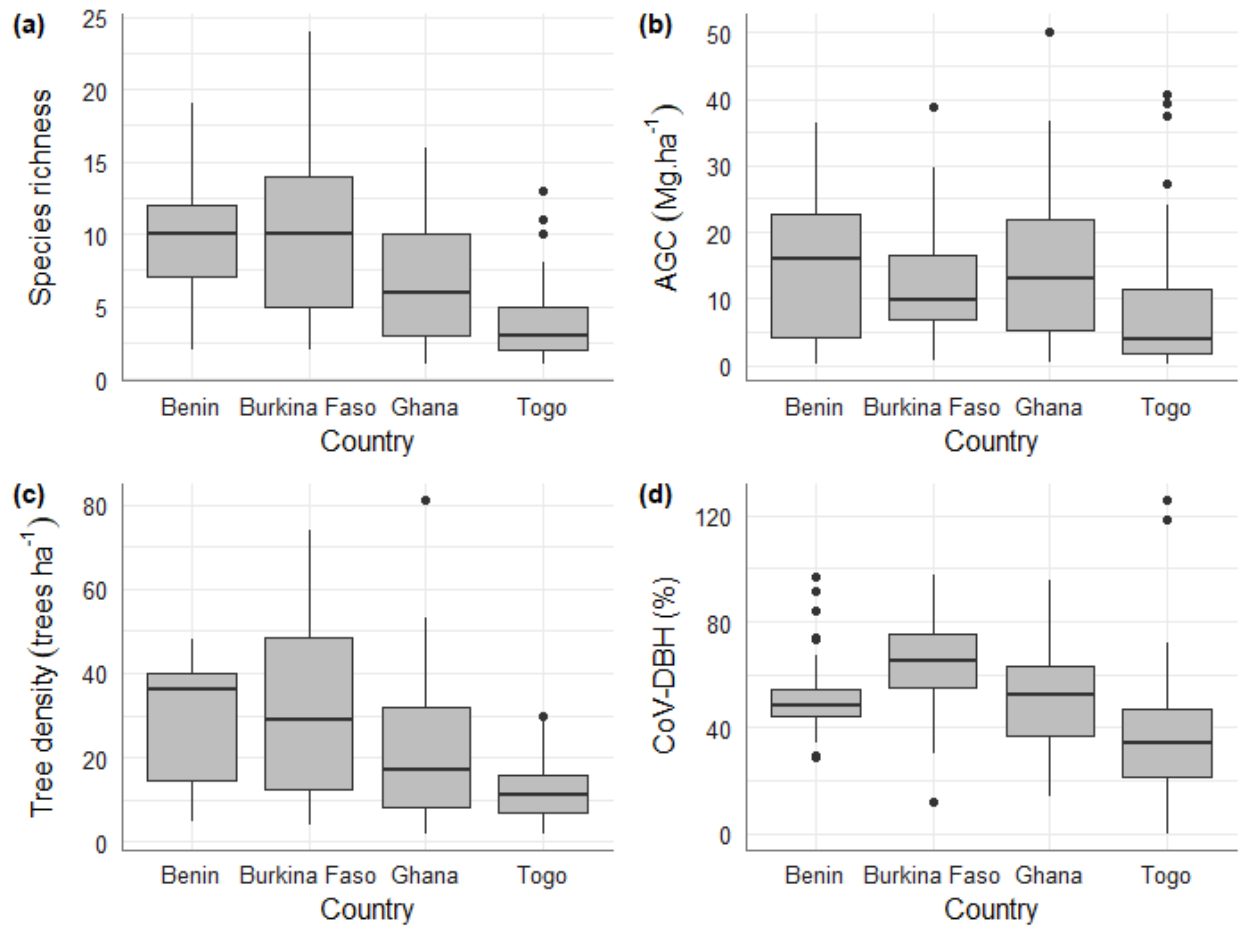 (a)
Species richness
25
20
15
10
5
0
Benin Burkina Faso Ghana Togo
Country
(b)
AGC (Mg.ha⁻¹)
50
40
30
20
10
0
Benin Burkina Faso Ghana Togo
Country
(c)
Tree density (trees ha⁻¹)
80
60
40
20
0
Benin Burkina Faso Ghana Togo
Country
(d)
CoV-DBH (%)
120
80
40
0
Benin Burkina Faso Ghana Togo
Country